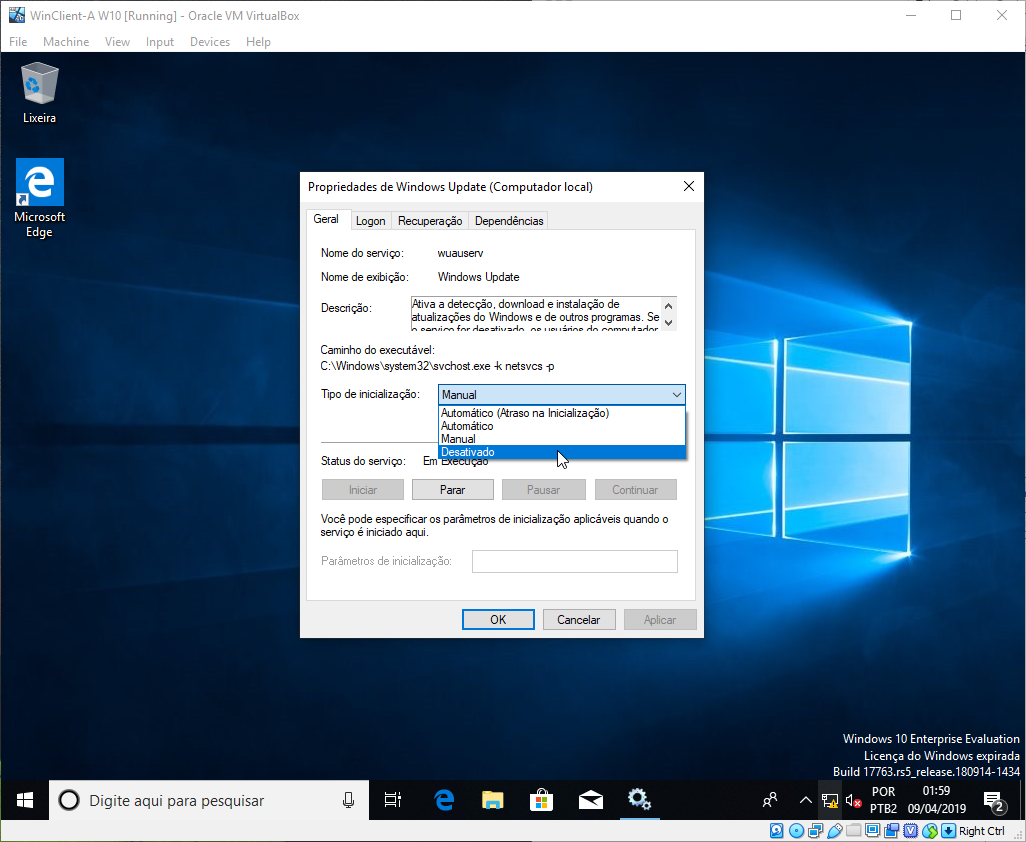 WinClient-A W10 [Running] - Oracle VM VirtualBox
File Machine View Input Devices Help
Lixeira
Microsoft
Edge
Propriedades de Windows Update (Computador local)
Geral Logon Recuperação Dependências
Nome do serviço: wuauserv
Nome de exibição: Windows Update
Descrição: Ativa a detecção, download e instalação de
atualizações do Windows e de outros programas. Se
o serviço for desativado, os usuários do computador
Caminho do executável:
C:\Windows\system32\svchost.exe -k netsvcs -p
Tipo de inicialização: Manual
Automático (Atraso na Inicialização)
Automático
Manual
Desativado
Status do serviço: Em Execução
Iniciar Parar Pausar Continuar
Você pode especificar os parâmetros de inicialização aplicáveis quando o
serviço é iniciado aqui.
Parâmetros de inicialização:
OK Cancelar Aplicar
Windows 10 Enterprise Evaluation
Licença do Windows expirada
Build 17763.rs5_release.180914-1434
Digite aqui para pesquisar
POR
PTB2
01:59
09/04/2019
2
Right Ctrl